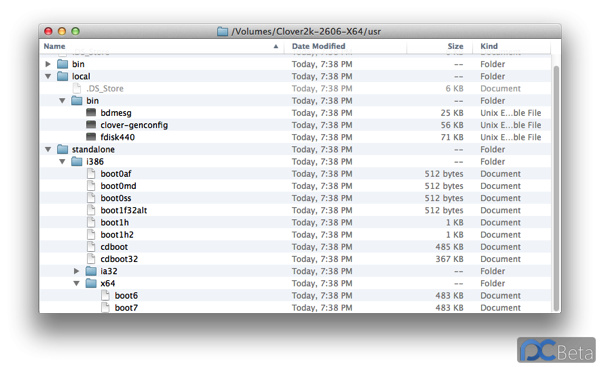 /Volumes/Clover2k-2606-X64/usr
Name Date Modified Size Kind
bin Today, 7:38 PM -- Folder
local Today, 7:38 PM -- Folder
.DS_Store Today, 7:38 PM 6 KB Document
bin Today, 7:38 PM -- Folder
bdmesg Today, 7:38 PM 25 KB Unix E...ble File
clover-genconfig Today, 7:38 PM 56 KB Unix E...ble File
fdisk440 Today, 7:38 PM 71 KB Unix E...ble File
standalone Today, 7:38 PM -- Folder
i386 Today, 7:38 PM -- Folder
boot0af Today, 7:38 PM 512 bytes Document
boot0md Today, 7:38 PM 512 bytes Document
boot0ss Today, 7:38 PM 512 bytes Document
boot1f32alt Today, 7:38 PM 512 bytes Document
boot1h Today, 7:38 PM 1 KB Document
boot1h2 Today, 7:38 PM 1 KB Document
cdboot Today, 7:38 PM 485 KB Document
cdboot32 Today, 7:38 PM 367 KB Document
ia32 Today, 7:38 PM -- Folder
x64 Today, 7:38 PM -- Folder
boot6 Today, 7:38 PM 483 KB Document
boot7 Today, 7:38 PM 483 KB Document
PCBeta